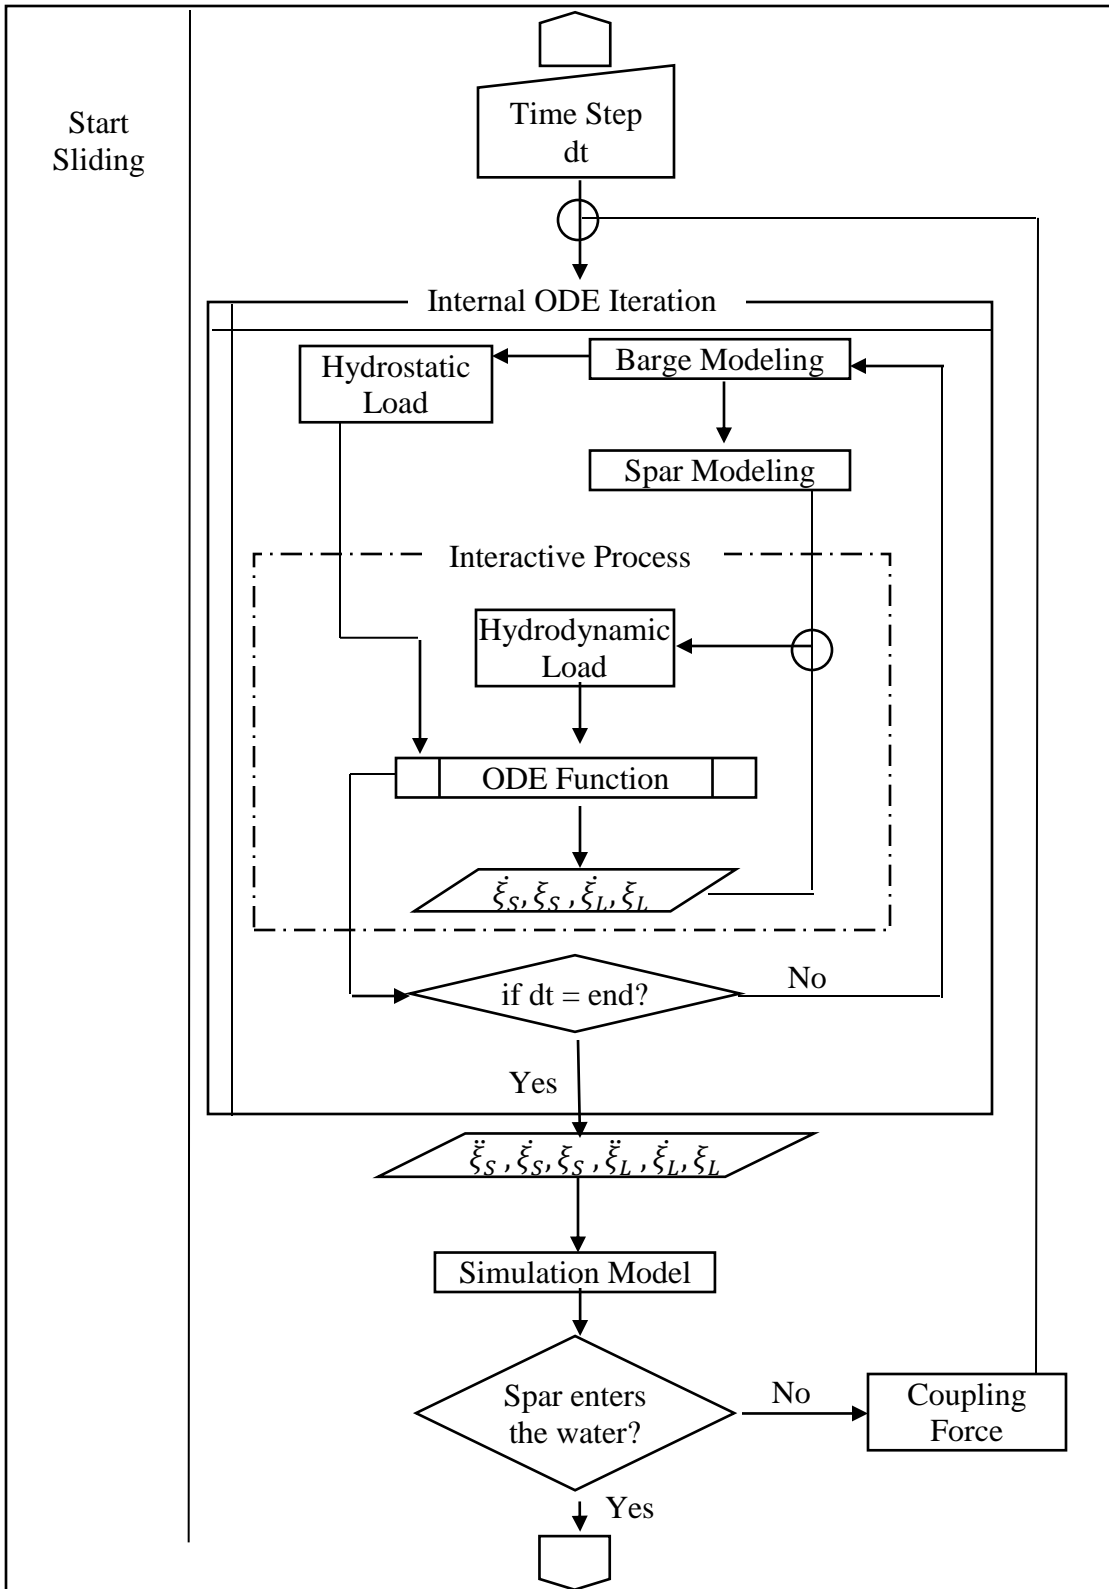 Start
Sliding
Time Step
dt
Internal ODE Iteration
Hydrostatic
Load
Barge Modeling
Spar Modeling
Interactive Process
Hydrodynamic
Load
ODE Function
ξ̇_S, ξ_S , ξ̇_L, ξ_L
if dt = end?
No
Yes
ξ̈_S , ξ̇_S, ξ_S , ξ̈_L , ξ̇_L, ξ_L
Simulation Model
Spar enters
the water?
No
Coupling
Force
Yes